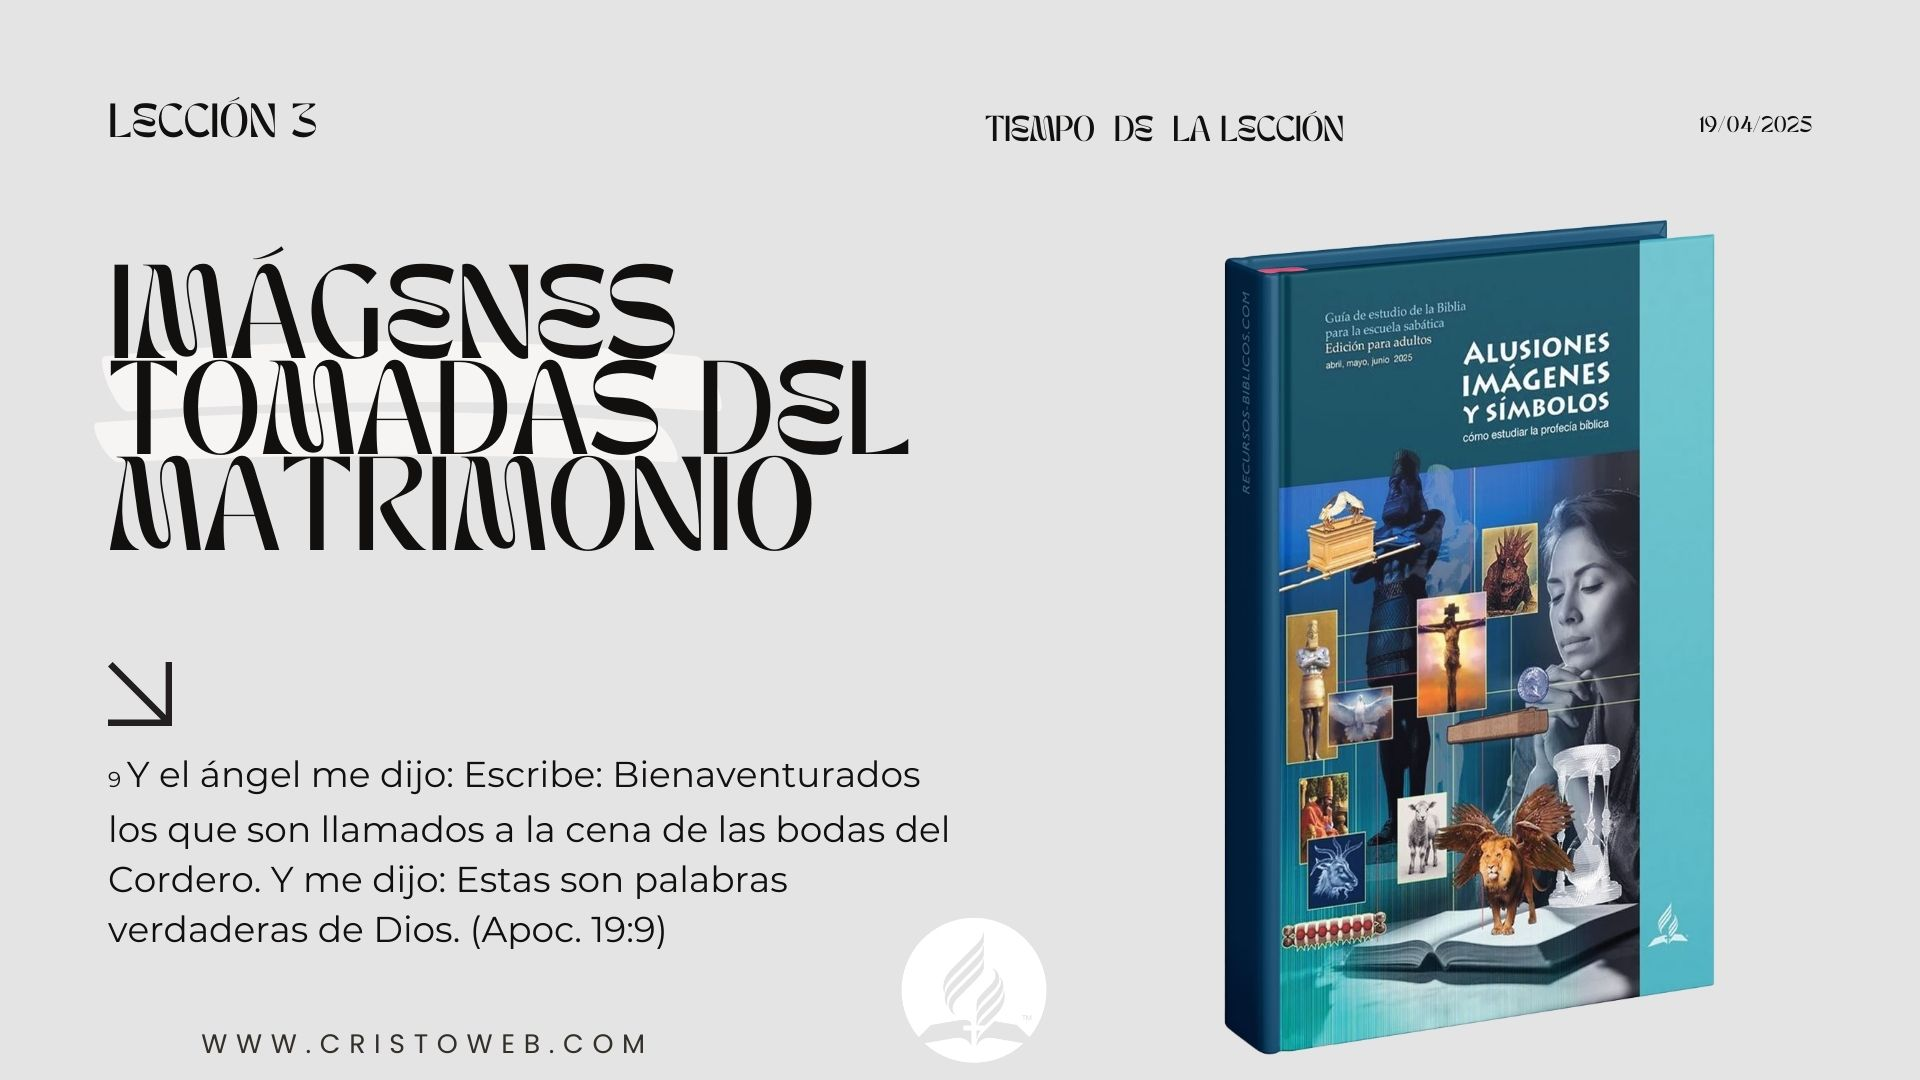 LECCIÓN 3
TIEMPO DE LA LECCIÓN
19/04/2025
IMÁGENES
TOMADAS DEL
MATRIMONIO
9 Y el ángel me dijo: Escribe: Bienaventurados
los que son llamados a la cena de las bodas del
Cordero. Y me dijo: Estas son palabras
verdaderas de Dios. (Apoc. 19:9)
WWW.CRISTOWEB.COM
RECURSOS-BIBLICOS.COM
Guía de estudio de la Biblia
para la escuela sabática
Edición para adultos
abril, mayo, junio 2025
ALUSIONES
IMÁGENES
Y SÍMBOLOS
cómo estudiar la profecía bíblica
TM